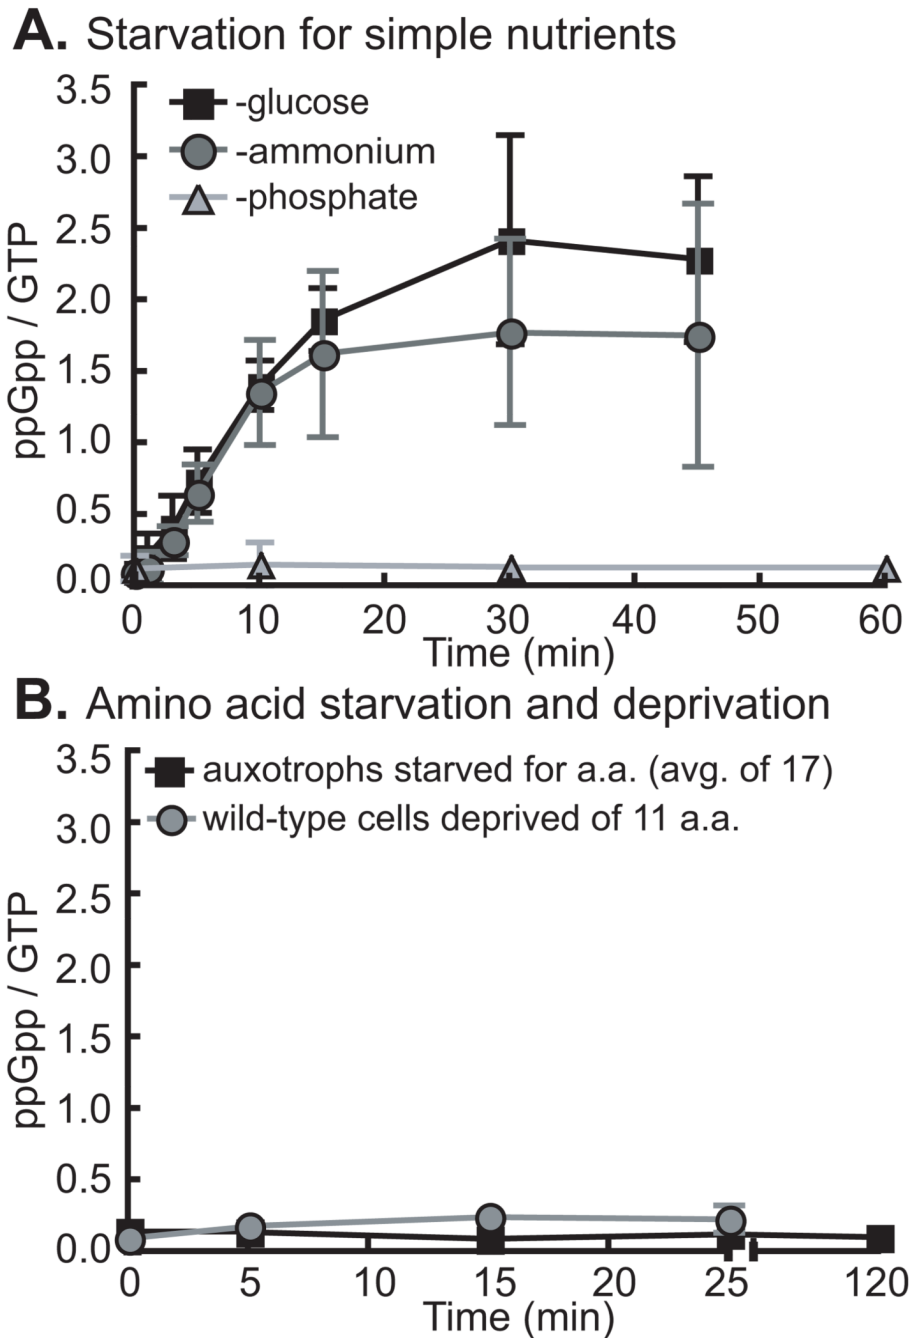 A. Starvation for simple nutrients
3.5
3.0
2.5
2.0
1.5
1.0
0.5
0.0
ppGpp / GTP
-glucose
-ammonium
-phosphate
0 10 20 30 40 50 60
Time (min)
B. Amino acid starvation and deprivation
3.5
3.0
2.5
2.0
1.5
1.0
0.5
0.0
ppGpp / GTP
auxotrophs starved for a.a. (avg. of 17)
wild-type cells deprived of 11 a.a.
0 5 10 15 20 25 120
Time (min)